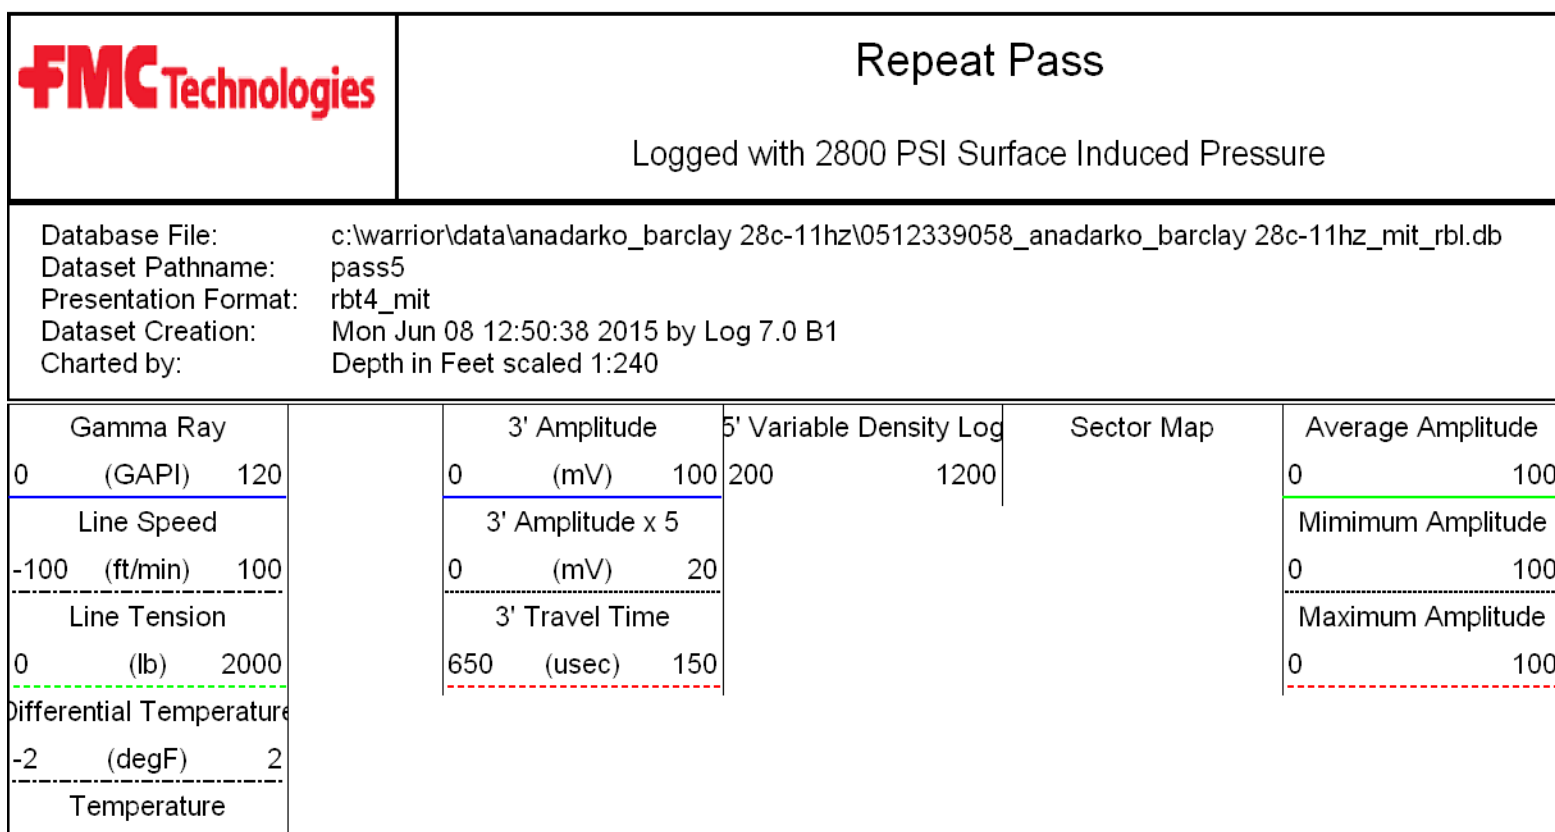 FMC Technologies
Repeat Pass
Logged with 2800 PSI Surface Induced Pressure
Database File: c:\warrior\data\anadarko_barclay 28c-11hz\0512339058_anadarko_barclay 28c-11hz_mit_rbl.db
Dataset Pathname: pass5
Presentation Format: rbt4_mit
Dataset Creation: Mon Jun 08 12:50:38 2015 by Log 7.0 B1
Charted by: Depth in Feet scaled 1:240
Gamma Ray
0 (GAPI) 120
Line Speed
-100 (ft/min) 100
Line Tension
0 (lb) 2000
Differential Temperature
-2 (degF) 2
Temperature
3' Amplitude
0 (mV) 100
3' Amplitude x 5
0 (mV) 20
3' Travel Time
650 (usec) 150
5' Variable Density Log
200 1200
Sector Map
Average Amplitude
0 100
Mimimum Amplitude
0 100
Maximum Amplitude
0 100